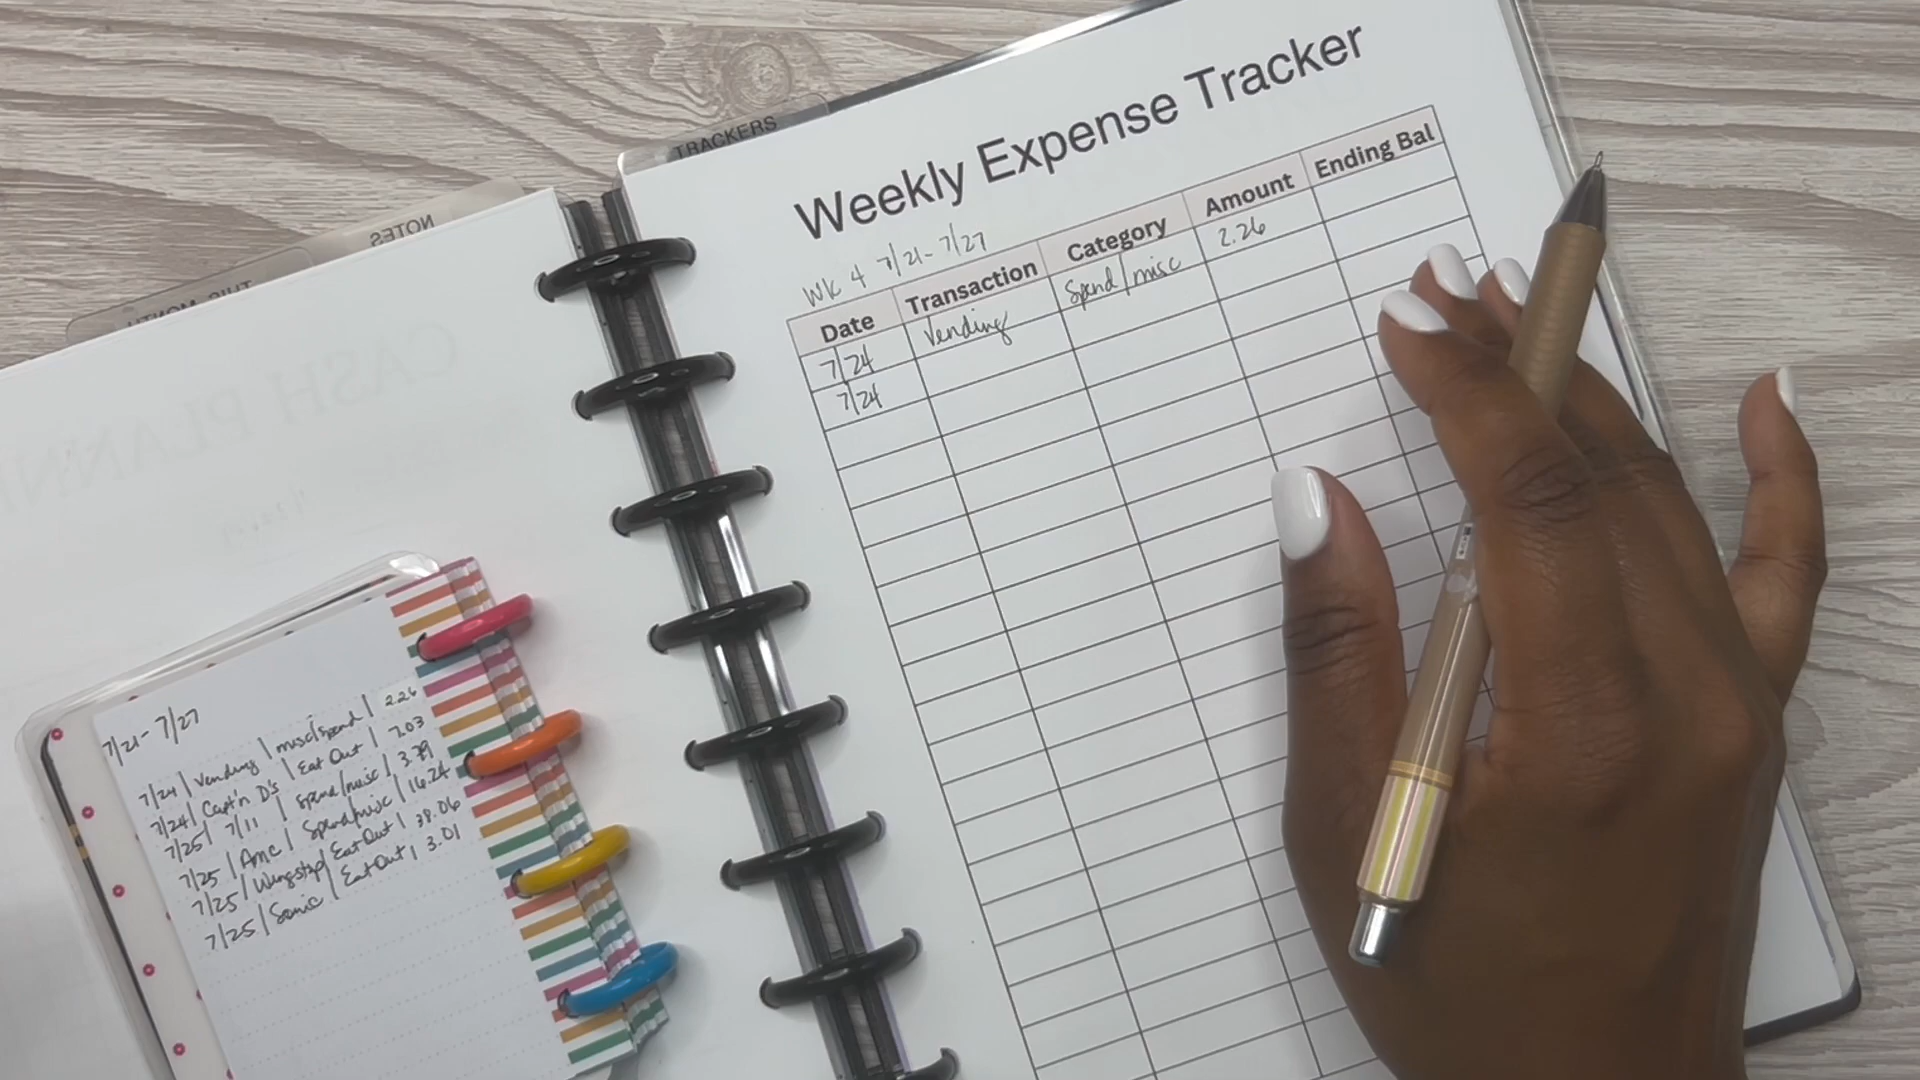 NOTES
THIS MONTH
CASH PLANN
TRACKERS
Weekly Expense Tracker
Wk 4 7/21-7/27
Date Transaction Category Amount Ending Bal
7/24 Vending Spend/misc 2.26
7/24
7/21-7/27
7/24 | Vending | misc/spend | 2.26
7/24 | Capt'n D's | Eat Out | 7.03
7/25 | 7/11 | Spend/misc | 3.79
7/25 | Amc | Spend/misc | 16.24
7/25 | Wingstop | Eat Out | 38.06
7/25 | Sonic | Eat Out | 3.01